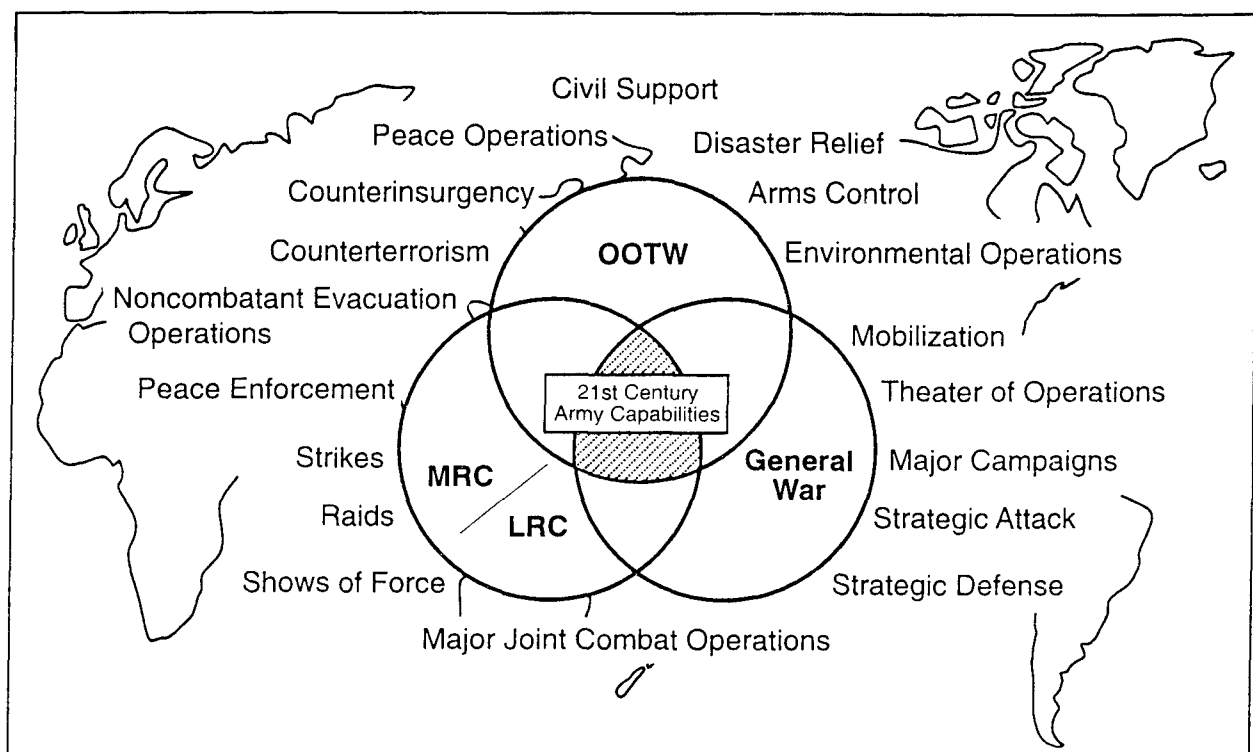 Civil Support
Peace Operations
Disaster Relief
Counterinsurgency
Arms Control
Counterterrorism
OOTW
Environmental Operations
Noncombatant Evacuation
Operations
Mobilization
Peace Enforcement
21st Century
Army Capabilities
Theater of Operations
Strikes
MRC
General
War
Major Campaigns
Raids
LRC
Strategic Attack
Shows of Force
Strategic Defense
Major Joint Combat Operations